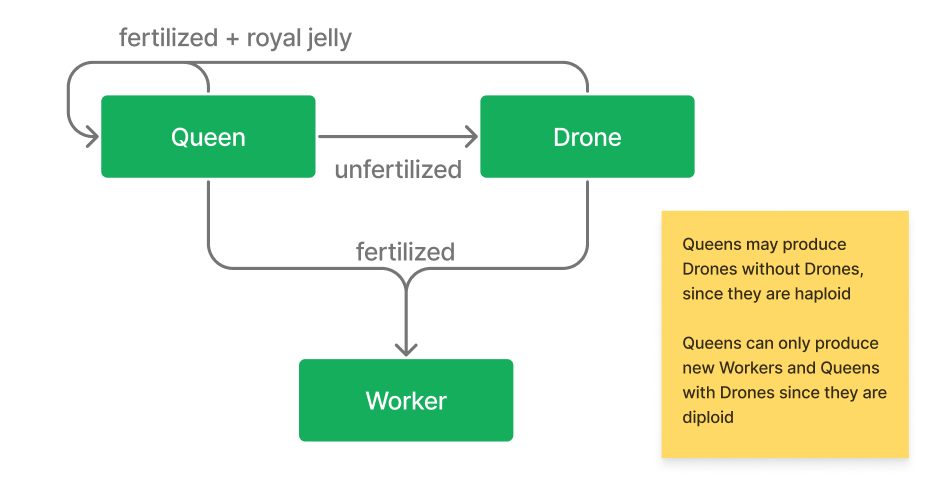 fertilized + royal jelly
Queen
Drone
unfertilized
fertilized
Worker
Queens may produce
Drones without Drones,
since they are haploid
Queens can only produce
new Workers and Queens
with Drones since they are
diploid